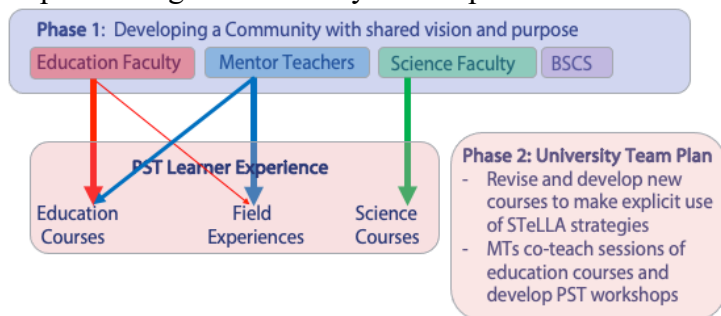 Phase 1: Developing a Community with shared vision and purpose
Education Faculty
Mentor Teachers
Science Faculty
BSCS
PST Learner Experience
Education
Courses
Field
Experiences
Science
Courses
Phase 2: University Team Plan
- Revise and develop new
courses to make explicit use
of STeLLA strategies
- MTs co-teach sessions of
education courses and
develop PST workshops